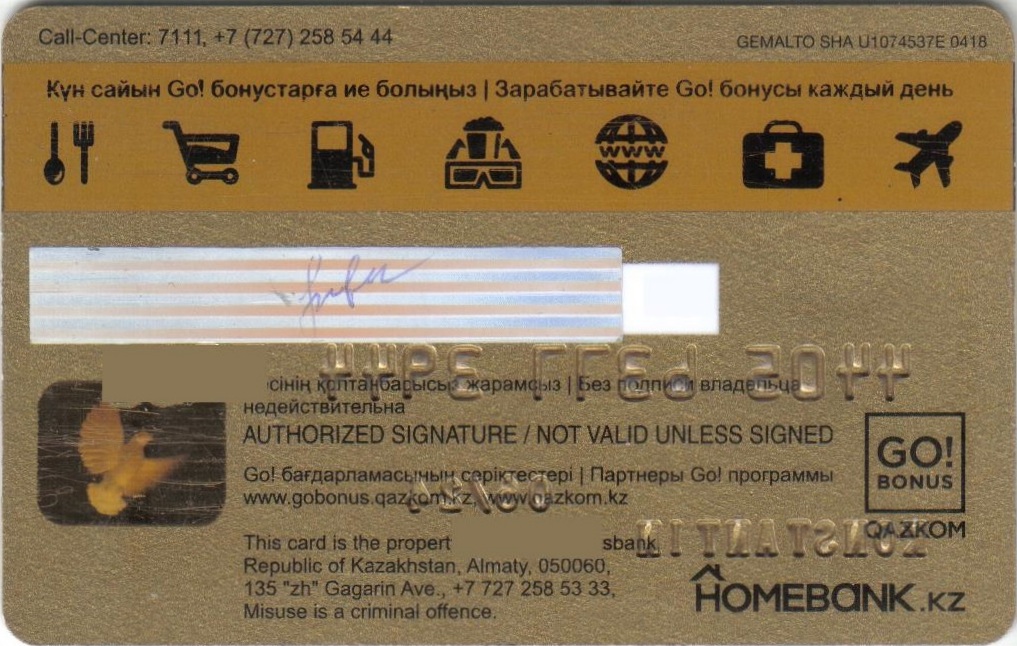 Call-Center: 7111, +7 (727) 258 54 44
GEMALTO SHA U1074537E 0418
Күн сайын Go! бонустарға ие болыңыз | Зарабатывайте Go! бонусы каждый день
www
қолтаңбасысыз жарамсыз | Без подписи владельца
недействительна
AUTHORIZED SIGNATURE / NOT VALID UNLESS SIGNED
Go! бағдарламасының серіктестері | Партнеры Go! программы
www.gobonus.qazkom.kz, www.qazkom.kz
GO!
BONUS
QAZKOM
KONSTANTIN
This card is the propert sbank
Republic of Kazakhstan, Almaty, 050060,
135 "zh" Gagarin Ave., +7 727 258 53 33,
Misuse is a criminal offence.
HOMEBANK.KZ